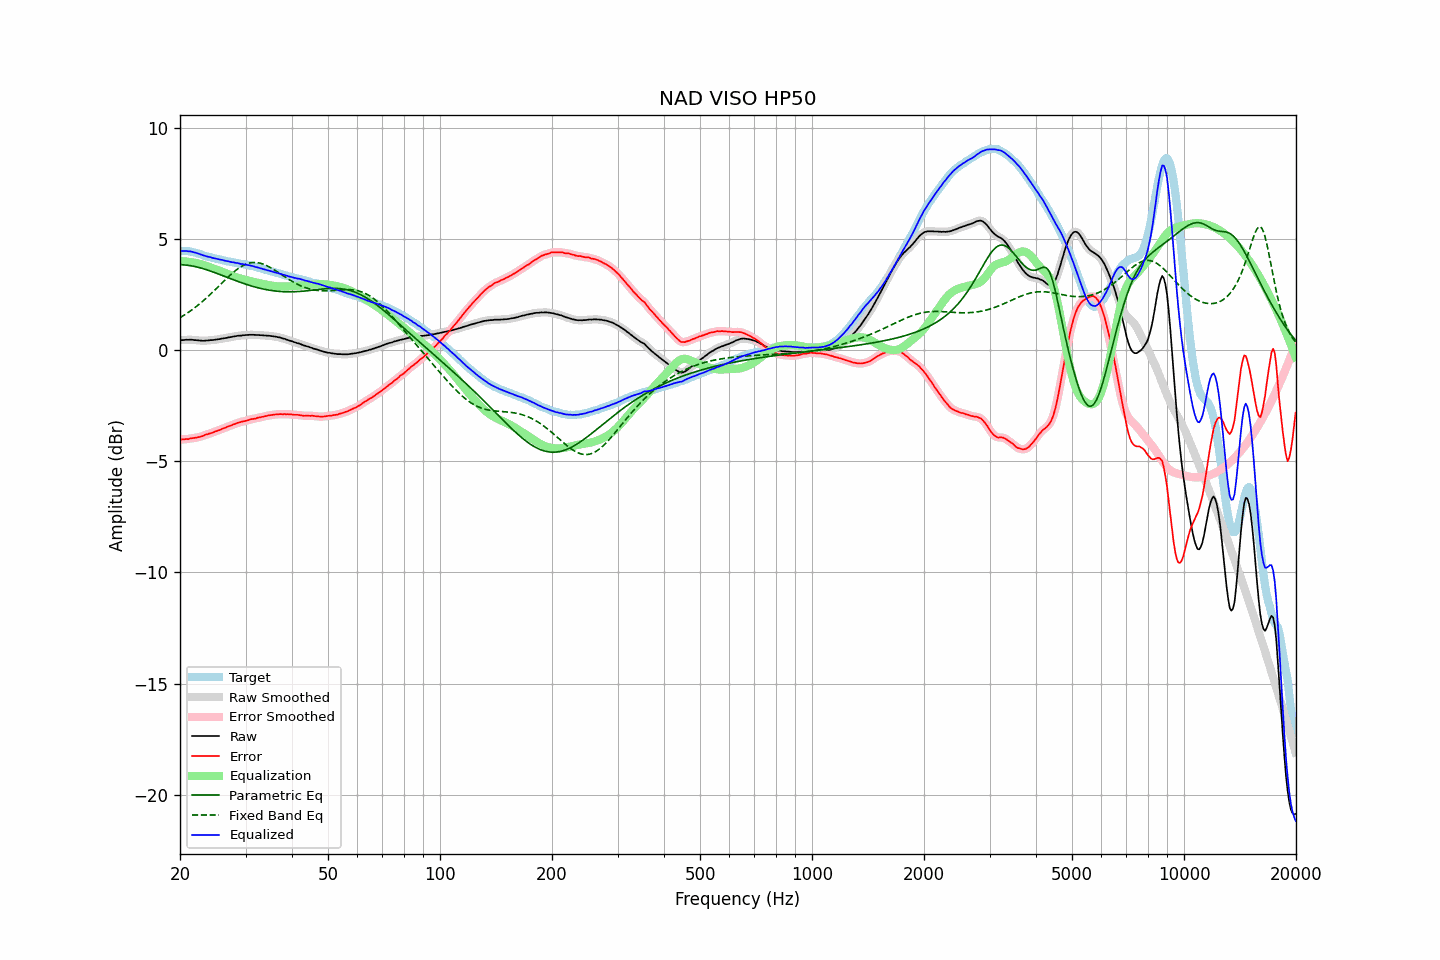 NAD VISO HP50
10
5
0
−5
−10
−15
−20
Amplitude (dBr)
Target
Raw Smoothed
Error Smoothed
Raw
Error
Equalization
Parametric Eq
Fixed Band Eq
Equalized
20 50 100 200 500 1000 2000 5000 10000 20000
Frequency (Hz)